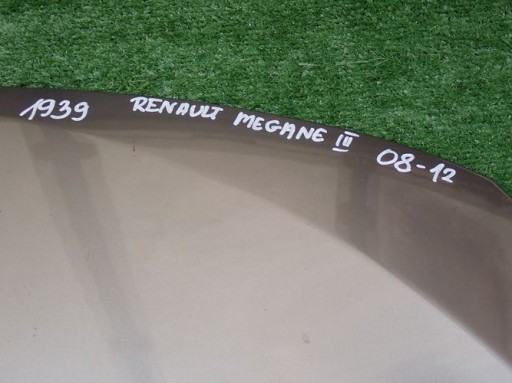 1939 RENAULT MEGANE III 08-12